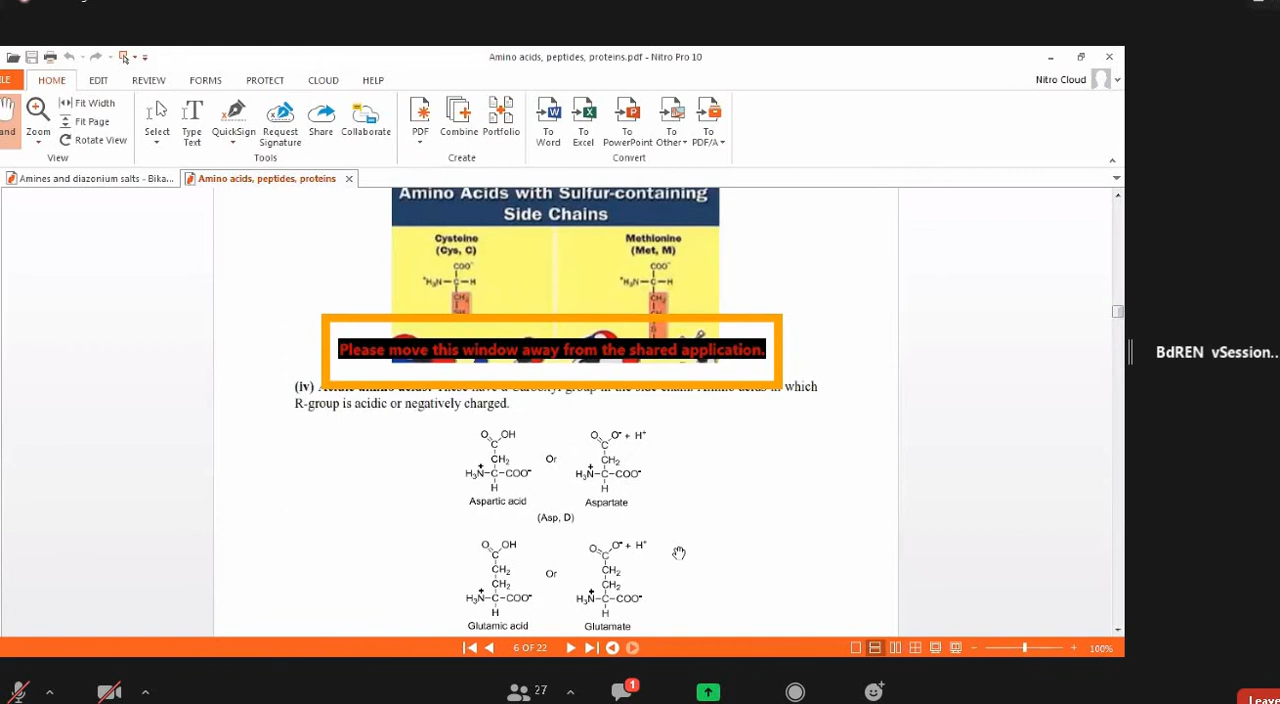 Amino acids, peptides, proteins.pdf - Nitro Pro 10
HOME EDIT REVIEW FORMS PROTECT CLOUD HELP
Nitro Cloud
Zoom
Fit Width
Fit Page
Rotate View
View
Select
Type Text
QuickSign
Request Signature
Share
Collaborate
Tools
PDF
Combine
Portfolio
Create
To Word
To Excel
To PowerPoint
To Other
To PDF/A
Convert
Amines and diazonium salts - Bika...
Amino acids, peptides, proteins
Amino Acids with Sulfur-containing
Side Chains
Cysteine
(Cys, C)
COO⁻
⁺H₃N—C—H
CH₂
Methionine
(Met, M)
COO⁻
⁺H₃N—C—H
CH₂
Please move this window away from the shared application.
(iv) Acidic amino acids: These have a carboxyl group in the side chain. Amino acids in which
R-group is acidic or negatively charged.
O OH
C
CH₂
H₃N⁺–C–COO⁻
H
Aspartic acid
Or
O O⁻ + H⁺
C
CH₂
H₃N⁺–C–COO⁻
H
Aspartate
(Asp, D)
O OH
C
CH₂
CH₂
H₃N⁺–C–COO⁻
H
Glutamic acid
Or
O O⁻ + H⁺
C
CH₂
CH₂
H₃N⁺–C–COO⁻
H
Glutamate
6 OF 22
100%
BdREN vSession...
27
1
Leave